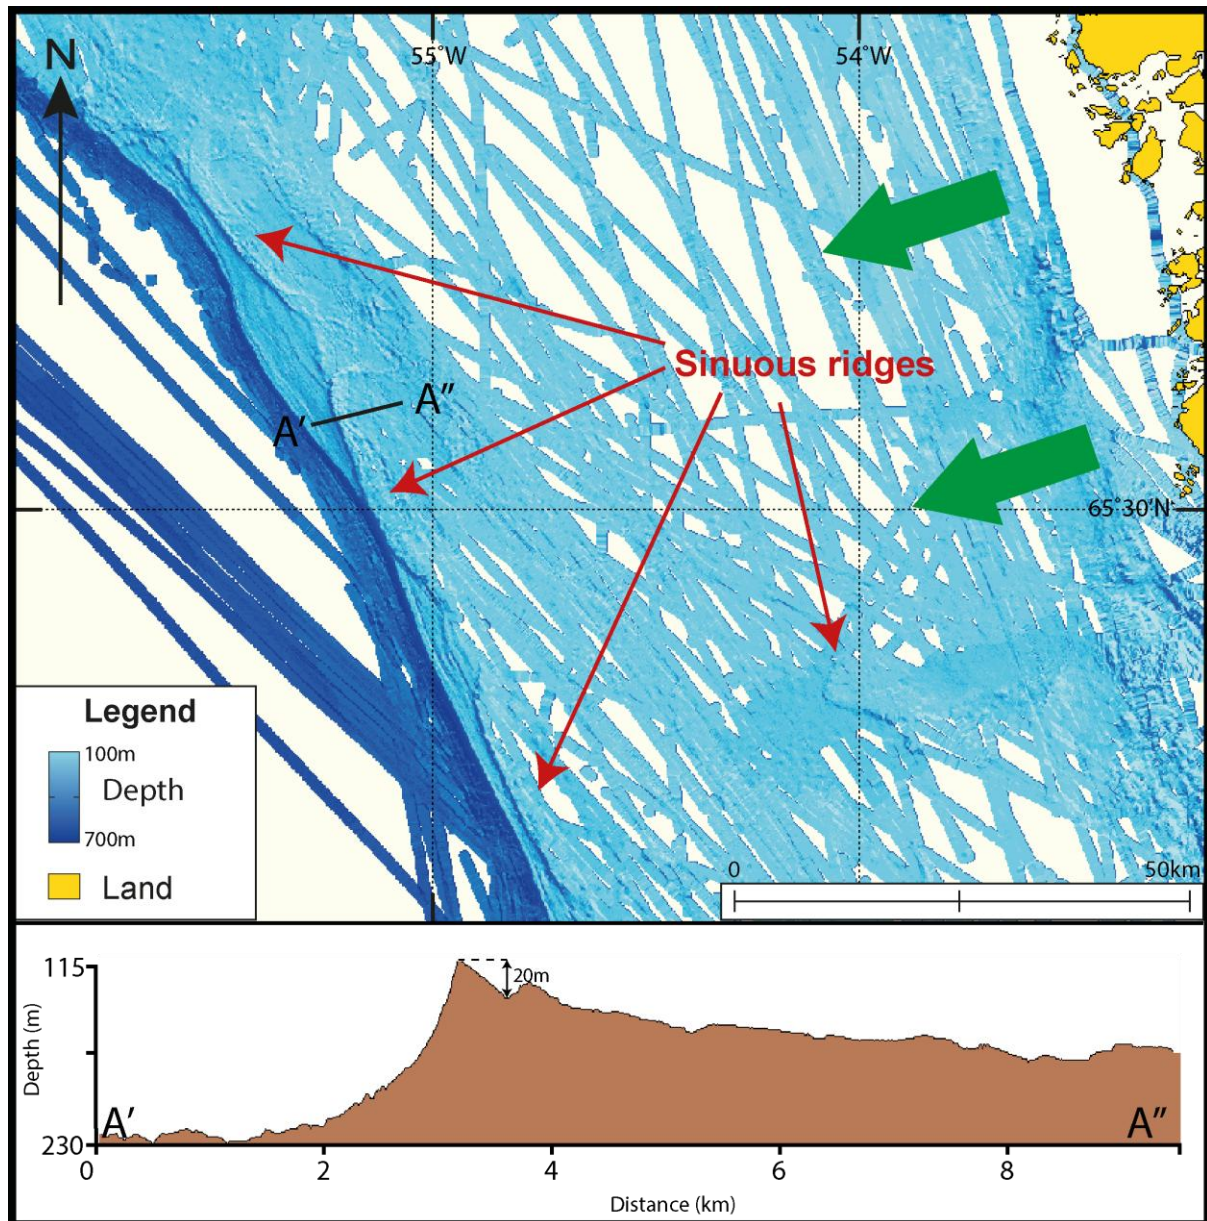 N
55°W
54°W
Sinuous ridges
A' A"
65°30'N
Legend
100m
Depth
700m
Land
0 50km
115
20m
Depth (m)
A' A"
230
0 2 4 6 8
Distance (km)